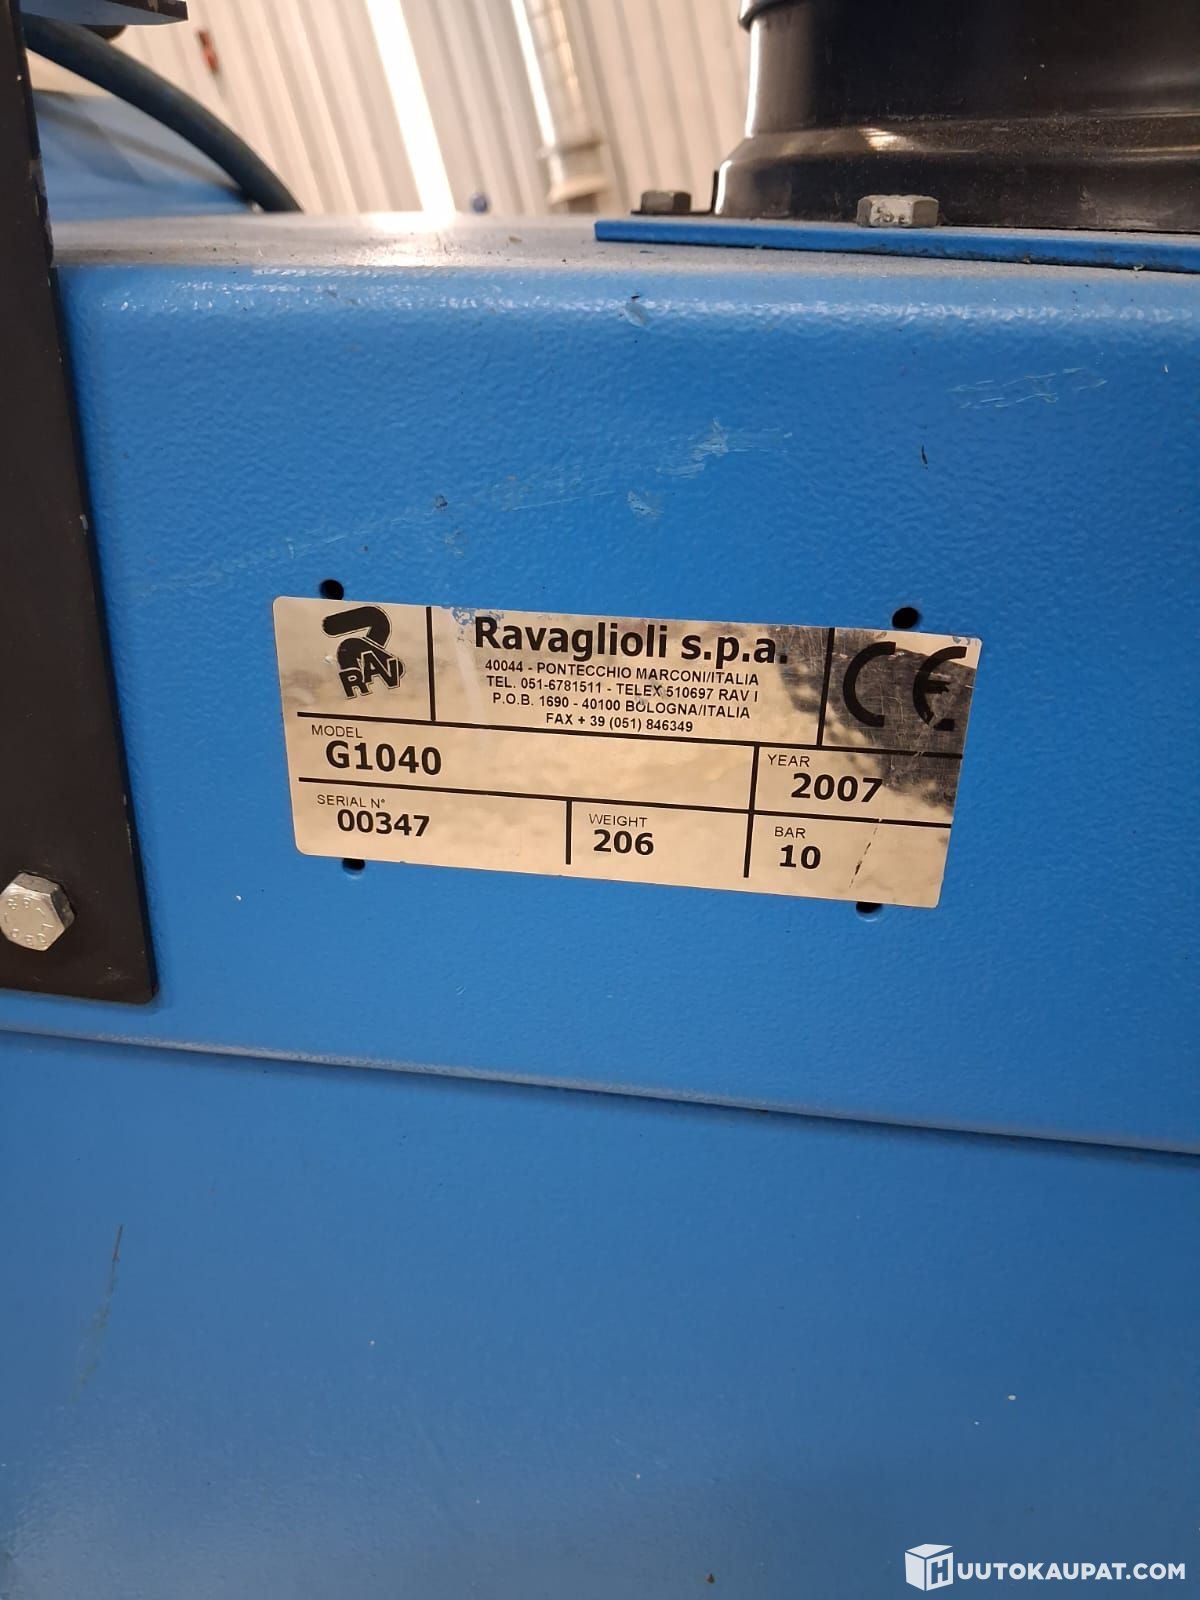 RAV
Ravaglioli s.p.a.
40044 - PONTECCHIO MARCONI/ITALIA
TEL. 051-6781511 - TELEX 510697 RAV I
P.O.B. 1690 - 40100 BOLOGNA/ITALIA
FAX + 39 (051) 846349
CE
MODEL
G1040
YEAR
2007
SERIAL N°
00347
WEIGHT
206
BAR
10
HUUTOKAUPAT.COM